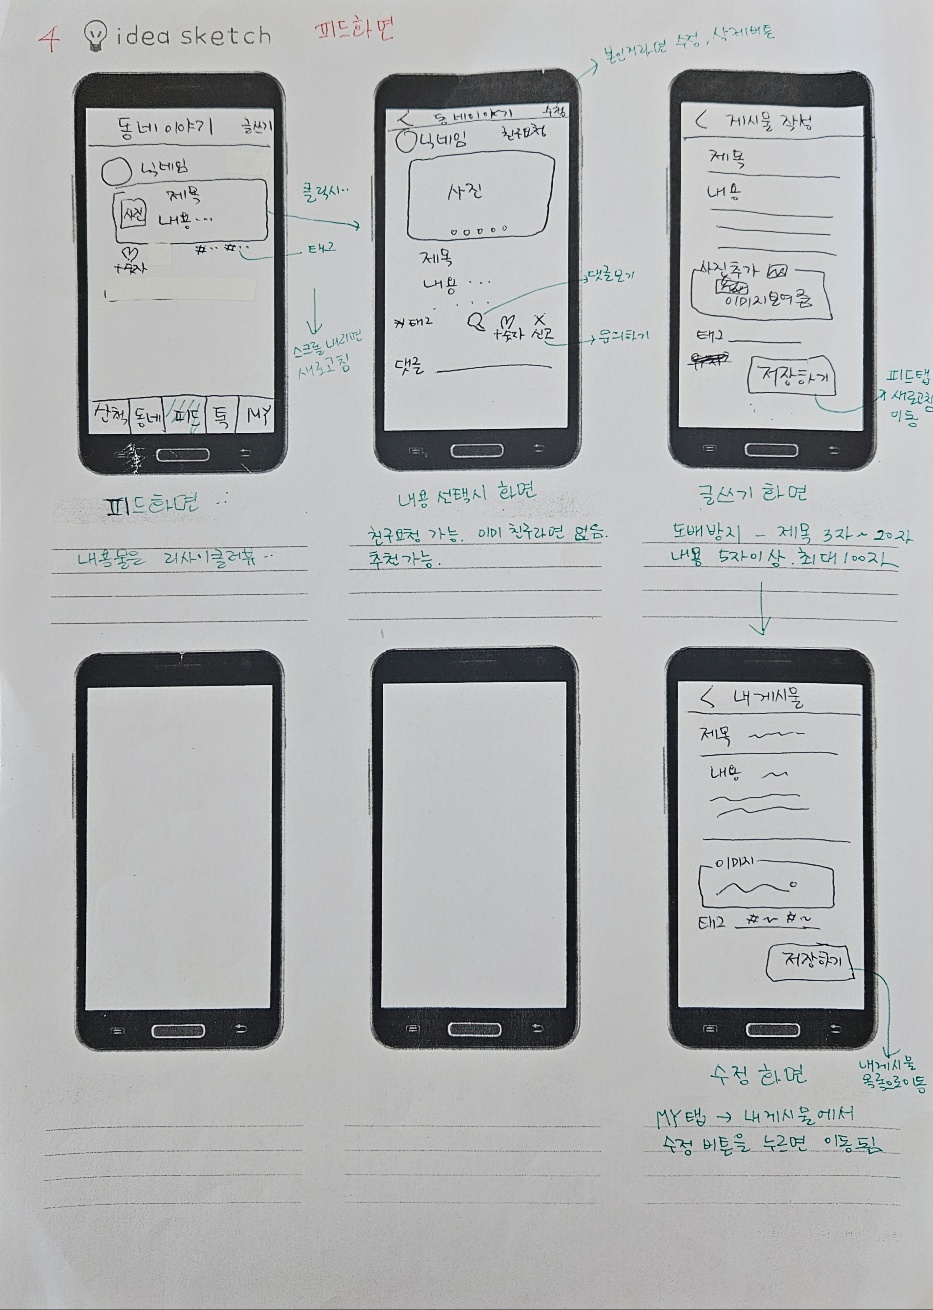 4 idea sketch 피드화면
본인거라면 수정, 삭제버튼
동네이야기 글쓰기
닉네임
제목
사진
내용...
+숫자
#.. #..
클릭시..
태그
스크롤 내리면
새로고침
산책 동네 피드 톡 MY
피드화면
내용물은 리사이클러뷰..
< 동네이야기 수정
닉네임 친구요청
사진
제목
내용 ...
#태그
+숫자 신고
댓글
댓글보기
문의하기
내용 선택시 화면
친구요청 가능. 이미 친구라면 없음.
추천가능.
< 게시물 작성
제목
내용
사진추가
이미지보여줌
태그
저장하기
피드탭
새로고침
이동
글쓰기 화면
도배방지 - 제목 3자~20자
내용 5자이상. 최대100자
< 내 게시물
제목
내용
이미지
태그 #~ #~
저장하기
내게시물
목록으로이동
수정 화면
MY탭 → 내게시물에서
수정 버튼을 누르면 이동됨